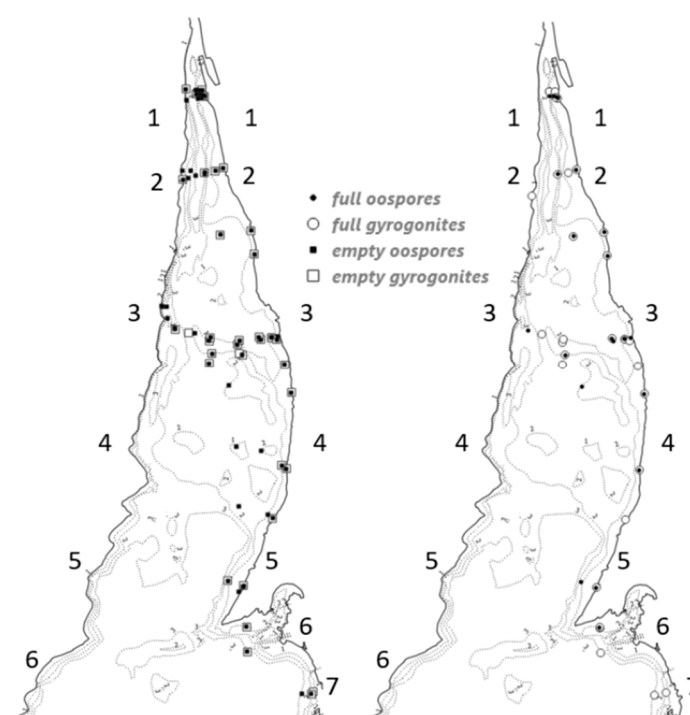 1 1 1 1
2 2 2 2
full oospores
full gyrogonites
empty oospores
empty gyrogonites
3 3 3 3
4 4 4 4
5 5 5 5
6 6 6 6
7